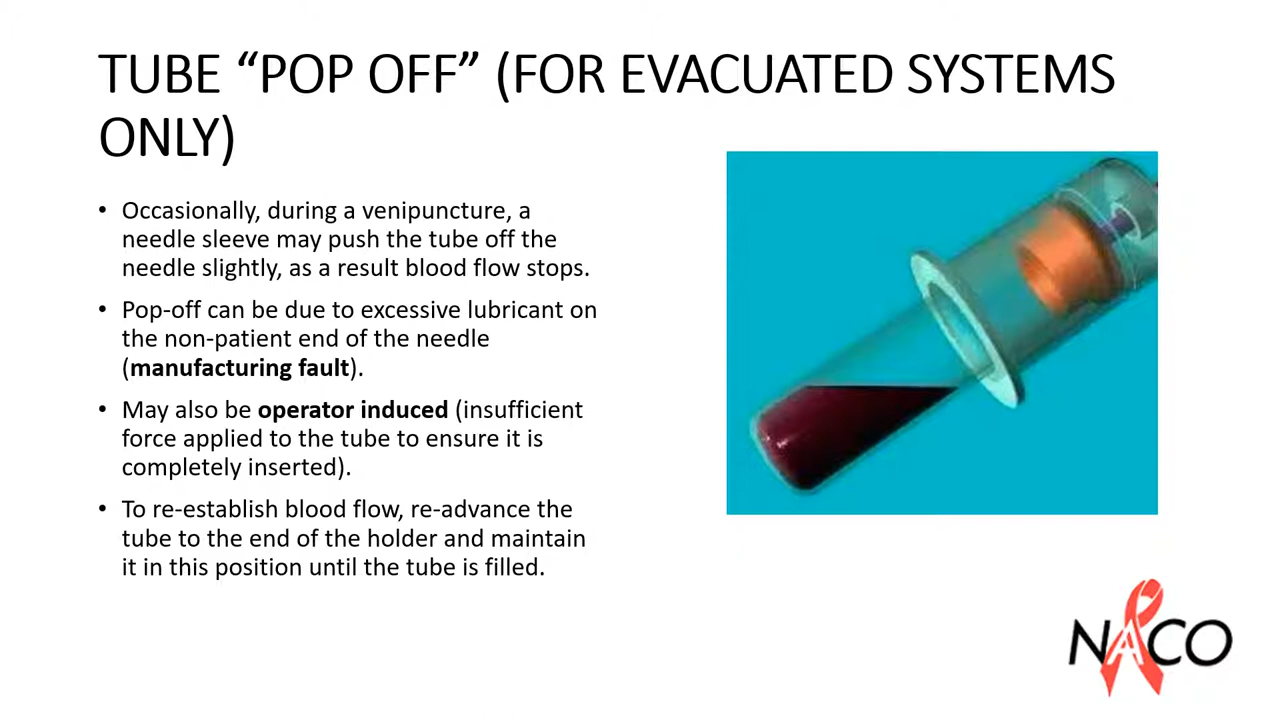 TUBE “POP OFF” (FOR EVACUATED SYSTEMS
ONLY)
• Occasionally, during a venipuncture, a
needle sleeve may push the tube off the
needle slightly, as a result blood flow stops.
• Pop-off can be due to excessive lubricant on
the non-patient end of the needle
(manufacturing fault).
• May also be operator induced (insufficient
force applied to the tube to ensure it is
completely inserted).
• To re-establish blood flow, re-advance the
tube to the end of the holder and maintain
it in this position until the tube is filled.
NACO